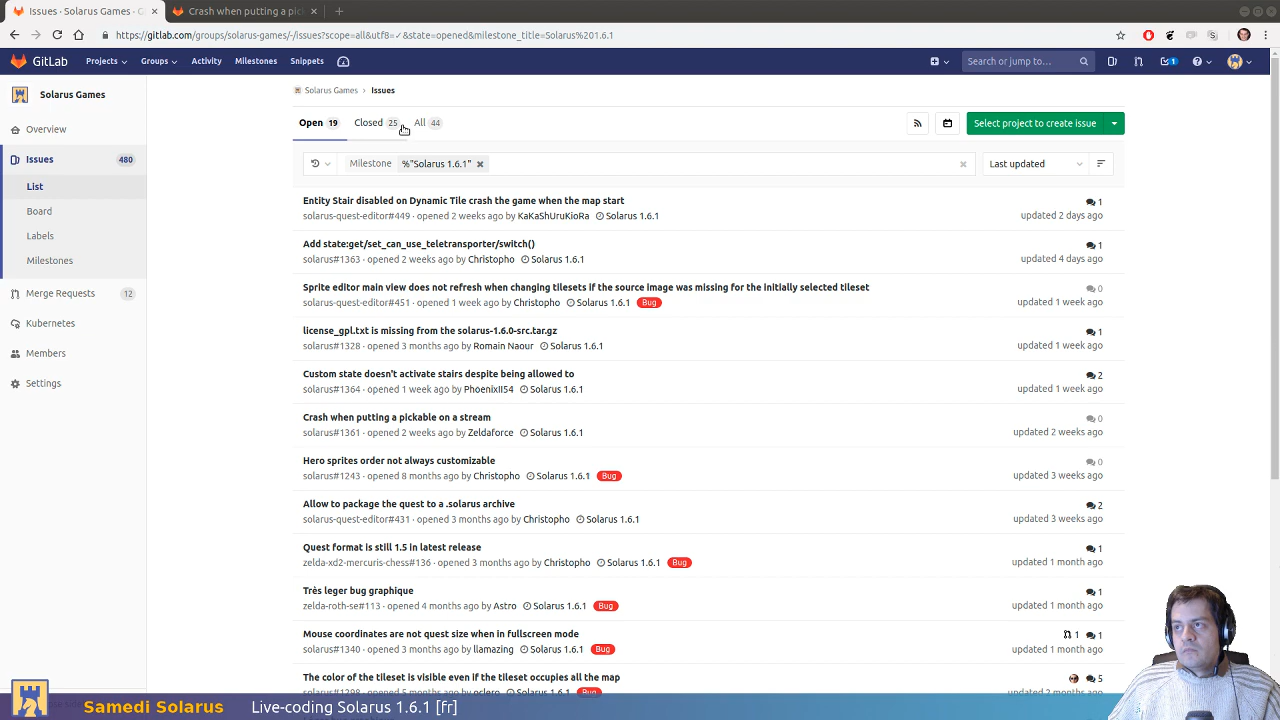 Issues · Solarus Games · G
Crash when putting a pick
https://gitlab.com/groups/solarus-games/-/issues?scope=all&utf8=✓&state=opened&milestone_title=Solarus%201.6.1
GitLab Projects Groups Activity Milestones Snippets Search or jump to… 1
Solarus Games
Overview
Issues 480
List
Board
Labels
Milestones
Merge Requests 12
Kubernetes
Members
Settings
Solarus Games › Issues
Open 19 Closed 25 All 44
Select project to create issue
Milestone %"Solarus 1.6.1"
Last updated
Entity Stair disabled on Dynamic Tile crash the game when the map start 1
solarus-quest-editor#449 · opened 2 weeks ago by KaKaShUruKioRa Solarus 1.6.1 updated 2 days ago
Add state:get/set_can_use_teletransporter/switch() 1
solarus#1363 · opened 2 weeks ago by Christopho Solarus 1.6.1 updated 4 days ago
Sprite editor main view does not refresh when changing tilesets if the source image was missing for the initially selected tileset 0
solarus-quest-editor#451 · opened 1 week ago by Christopho Solarus 1.6.1 Bug updated 1 week ago
license_gpl.txt is missing from the solarus-1.6.0-src.tar.gz 1
solarus#1328 · opened 3 months ago by Romain Naour Solarus 1.6.1 updated 1 week ago
Custom state doesn't activate stairs despite being allowed to 2
solarus#1364 · opened 1 week ago by PhoenixII54 Solarus 1.6.1 updated 1 week ago
Crash when putting a pickable on a stream 0
solarus#1361 · opened 2 weeks ago by Zeldaforce Solarus 1.6.1 updated 2 weeks ago
Hero sprites order not always customizable 0
solarus#1243 · opened 8 months ago by Christopho Solarus 1.6.1 Bug updated 3 weeks ago
Allow to package the quest to a .solarus archive 2
solarus-quest-editor#431 · opened 3 months ago by Christopho Solarus 1.6.1 updated 3 weeks ago
Quest format is still 1.5 in latest release 1
zelda-xd2-mercuris-chess#136 · opened 3 months ago by Christopho Solarus 1.6.1 Bug updated 1 month ago
Très leger bug graphique 1
zelda-roth-se#113 · opened 4 months ago by Astro Solarus 1.6.1 Bug updated 1 month ago
Mouse coordinates are not quest size when in fullscreen mode 1 1
solarus#1340 · opened 3 months ago by llamazing Solarus 1.6.1 Bug updated 1 month ago
The color of the tileset is visible even if the tileset occupies all the map 5
solarus#1298 · opened 5 months ago by oclero Solarus 1.6.1 Bug updated 2 months ago
Samedi Solarus Live-coding Solarus 1.6.1 [fr]